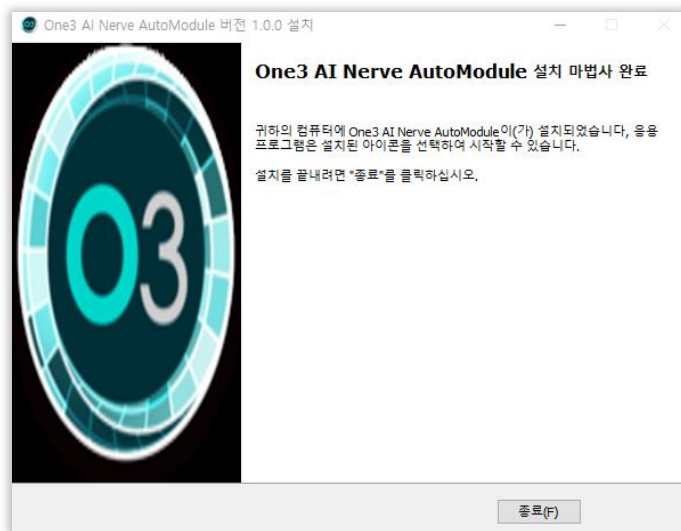 One3 AI Nerve AutoModule 버전 1.0.0 설치
O3
One3 AI Nerve AutoModule 설치 마법사 완료
귀하의 컴퓨터에 One3 AI Nerve AutoModule이(가) 설치되었습니다, 응용
프로그램은 설치된 아이콘을 선택하여 시작할 수 있습니다.
설치를 끝내려면 "종료"를 클릭하십시오.
종료(F)